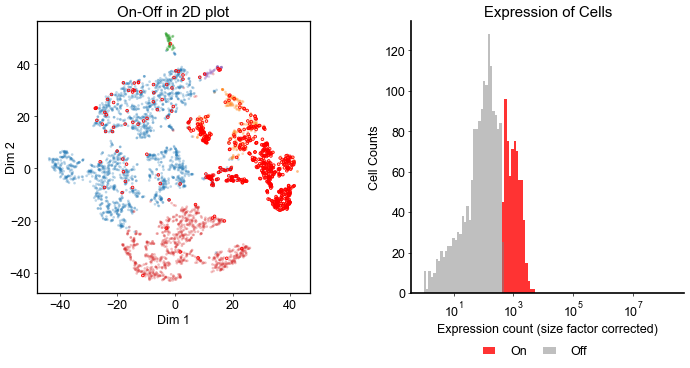 On-Off in 2D plot
40
20
0
−20
−40
−40 −20 0 20 40
Dim 2
Dim 1
Expression of Cells
120
100
80
60
40
20
0
10^1 10^3 10^5 10^7
Cell Counts
Expression count (size factor corrected)
On Off